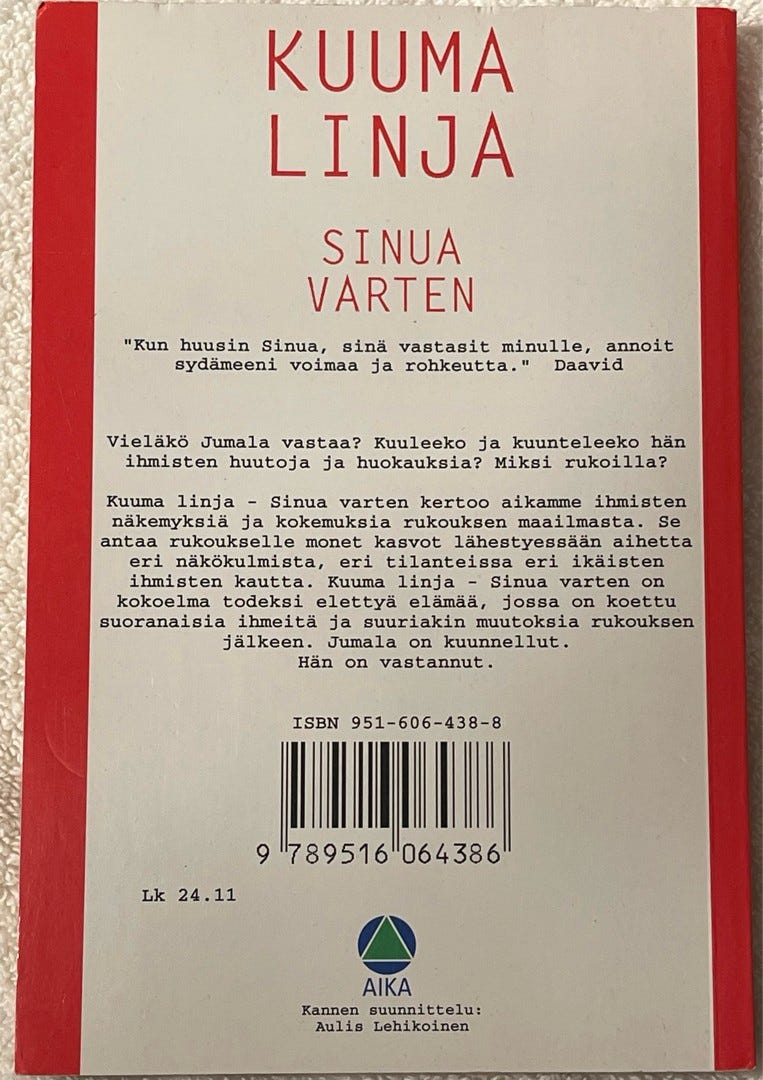 KUUMA
LINJA
SINUA
VARTEN
"Kun huusin Sinua, sinä vastasit minulle, annoit
sydämeeni voimaa ja rohkeutta."  Daavid
Vieläkö Jumala vastaa? Kuuleeko ja kuunteleeko hän
ihmisten huutoja ja huokauksia? Miksi rukoilla?
Kuuma linja - Sinua varten kertoo aikamme ihmisten
näkemyksiä ja kokemuksia rukouksen maailmasta. Se
antaa rukoukselle monet kasvot lähestyessään aihetta
eri näkökulmista, eri tilanteissa eri ikäisten
ihmisten kautta. Kuuma linja - Sinua varten on
kokoelma todeksi elettyä elämää, jossa on koettu
suoranaisia ihmeitä ja suuriakin muutoksia rukouksen
jälkeen. Jumala on kuunnellut.
Hän on vastannut.
ISBN 951-606-438-8
9 789516 064386
Lk 24.11
AIKA
Kannen suunnittelu:
Aulis Lehikoinen